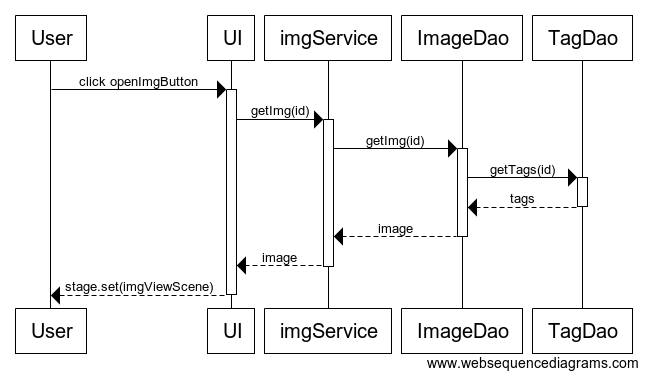 User UI imgService ImageDao TagDao
click openImgButton
getImg(id)
getImg(id)
getTags(id)
tags
image
image
stage.set(imgViewScene)
User UI imgService ImageDao TagDao
www.websequencediagrams.com